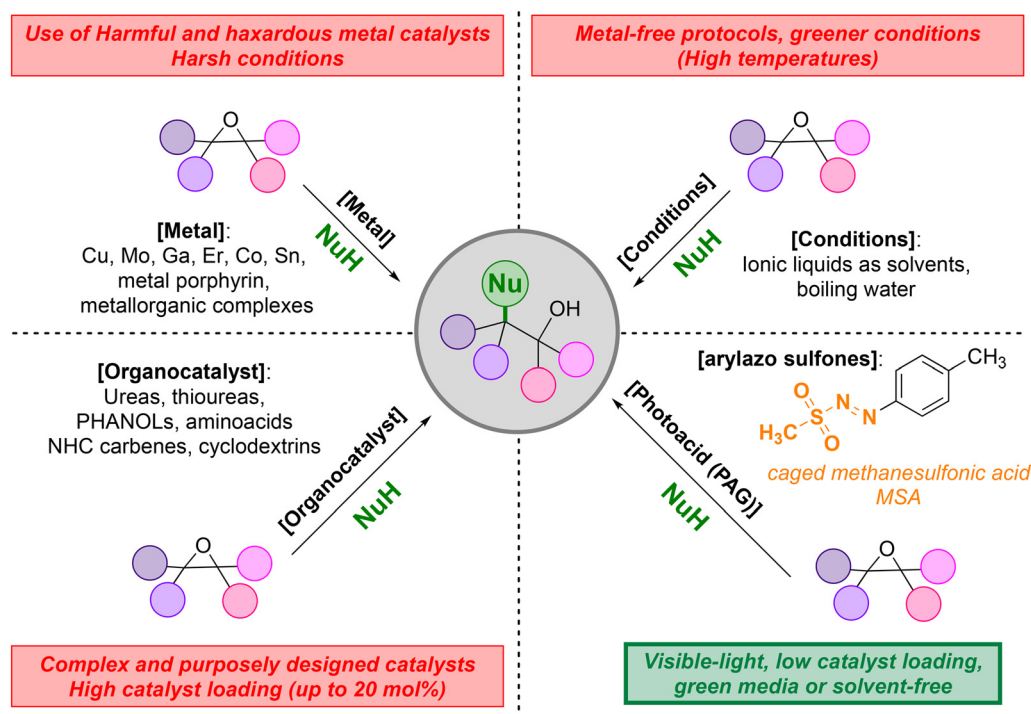 Use of Harmful and haxardous metal catalysts
Harsh conditions
O
[Metal]
NuH
[Metal]:
Cu, Mo, Ga, Er, Co, Sn,
metal porphyrin,
metallorganic complexes
Metal-free protocols, greener conditions
(High temperatures)
O
[Conditions]
NuH
[Conditions]:
Ionic liquids as solvents,
boiling water
Nu
OH
[Organocatalyst]:
Ureas, thioureas,
PHANOLs, aminoacids
NHC carbenes, cyclodextrins
[Organocatalyst]
NuH
O
Complex and purposely designed catalysts
High catalyst loading (up to 20 mol%)
[arylazo sulfones]:
CH3
O
N
S
N
H3C
O
caged methanesulfonic acid
MSA
[Photoacid (PAG)]
NuH
O
Visible-light, low catalyst loading,
green media or solvent-free